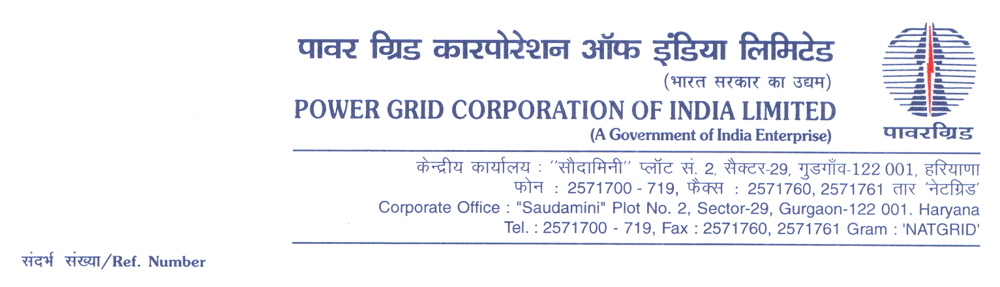 पावर ग्रिड कारपोरेशन ऑफ इंडिया लिमिटेड
(भारत सरकार का उद्यम)
POWER GRID CORPORATION OF INDIA LIMITED
(A Government of India Enterprise)
पावरग्रिड
केन्द्रीय कार्यालय : "सौदामिनी" प्लॉट सं. 2, सैक्टर-29, गुडगाँव-122 001, हरियाणा
फोन : 2571700 - 719, फैक्स : 2571760, 2571761 तार 'नेटग्रिड'
Corporate Office : "Saudamini" Plot No. 2, Sector-29, Gurgaon-122 001. Haryana
Tel. : 2571700 - 719, Fax : 2571760, 2571761 Gram : 'NATGRID'
संदर्भ संख्या/Ref. Number